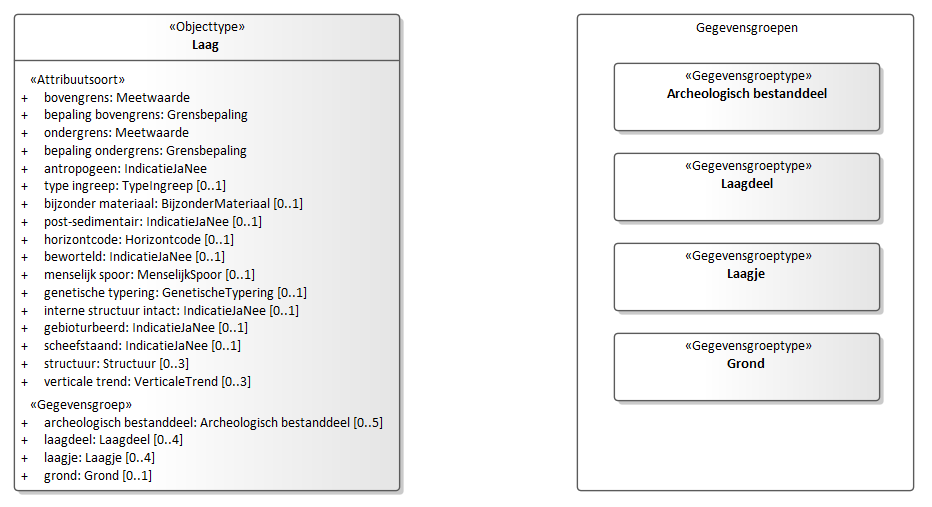 «Objecttype»
Laag
«Attribuutsoort»
+ bovengrens: Meetwaarde
+ bepaling bovengrens: Grensbepaling
+ ondergrens: Meetwaarde
+ bepaling ondergrens: Grensbepaling
+ antropogeen: IndicatieJaNee
+ type ingreep: TypeIngreep [0..1]
+ bijzonder materiaal: BijzonderMateriaal [0..1]
+ post-sedimentair: IndicatieJaNee [0..1]
+ horizontcode: Horizontcode [0..1]
+ beworteld: IndicatieJaNee [0..1]
+ menselijk spoor: MenselijkSpoor [0..1]
+ genetische typering: GenetischeTypering [0..1]
+ interne structuur intact: IndicatieJaNee [0..1]
+ gebioturbeerd: IndicatieJaNee [0..1]
+ scheefstaand: IndicatieJaNee [0..1]
+ structuur: Structuur [0..3]
+ verticale trend: VerticaleTrend [0..3]
«Gegevensgroep»
+ archeologisch bestanddeel: Archeologisch bestanddeel [0..5]
+ laagdeel: Laagdeel [0..4]
+ laagje: Laagje [0..4]
+ grond: Grond [0..1]
Gegevensgroepen
«Gegevensgroeptype»
Archeologisch bestanddeel
«Gegevensgroeptype»
Laagdeel
«Gegevensgroeptype»
Laagje
«Gegevensgroeptype»
Grond